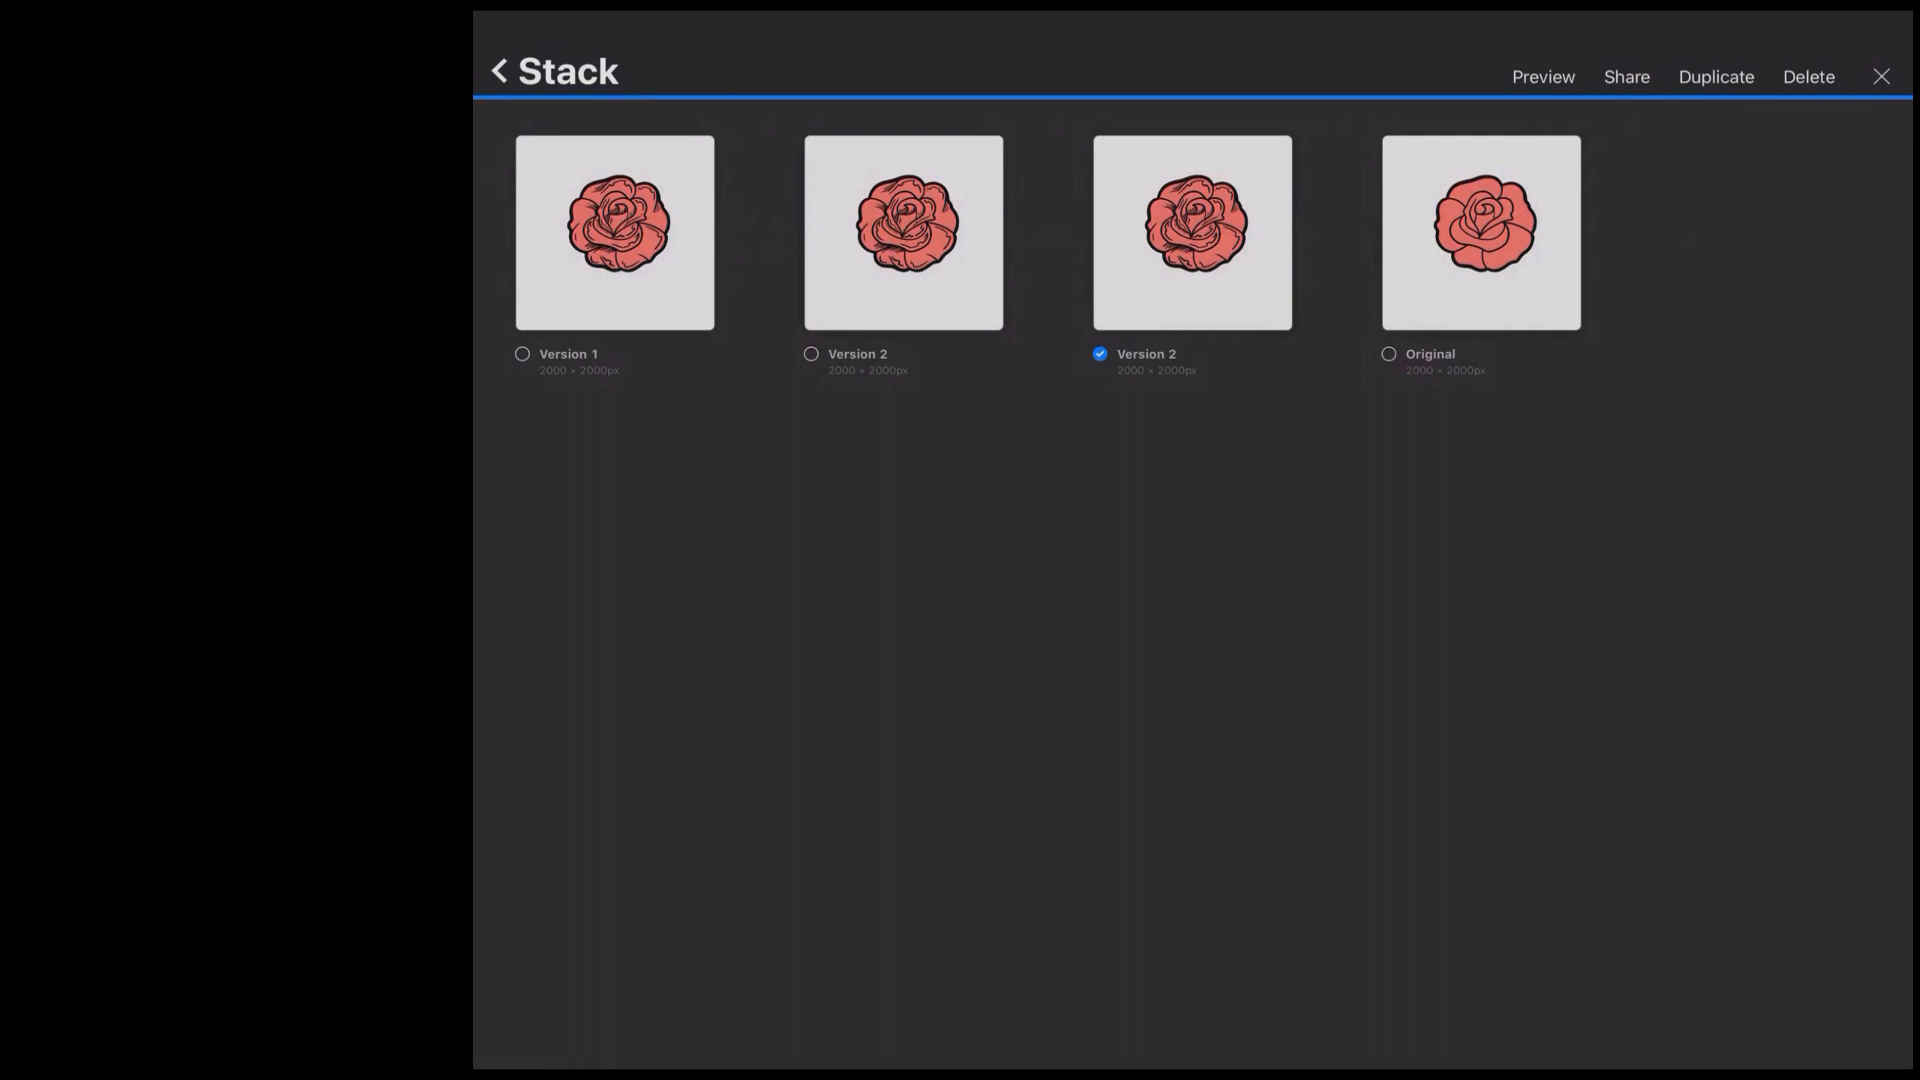 Stack
Preview Share Duplicate Delete
Version 1
2000 × 2000px
Version 2
2000 × 2000px
Version 2
2000 × 2000px
Original
2000 × 2000px